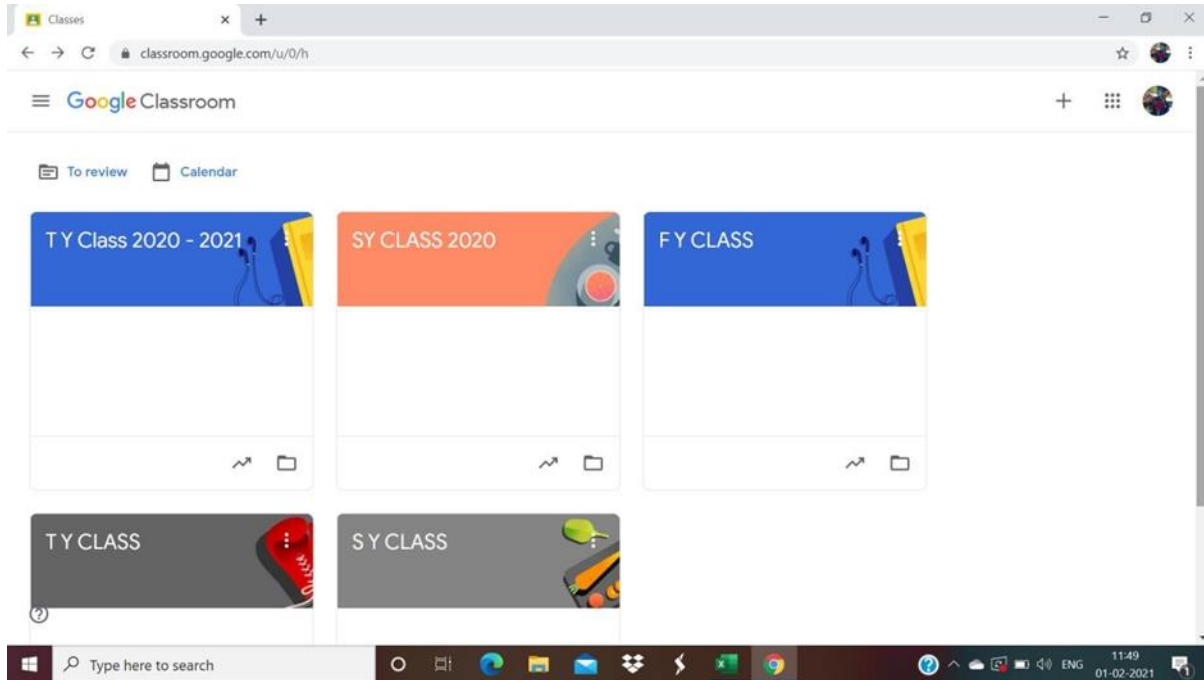 Classes
classroom.google.com/u/0/h
Google Classroom
To review Calendar
T Y Class 2020 - 2021
SY CLASS 2020
F Y CLASS
T Y CLASS
S Y CLASS
Type here to search
ENG
11:49
01-02-2021